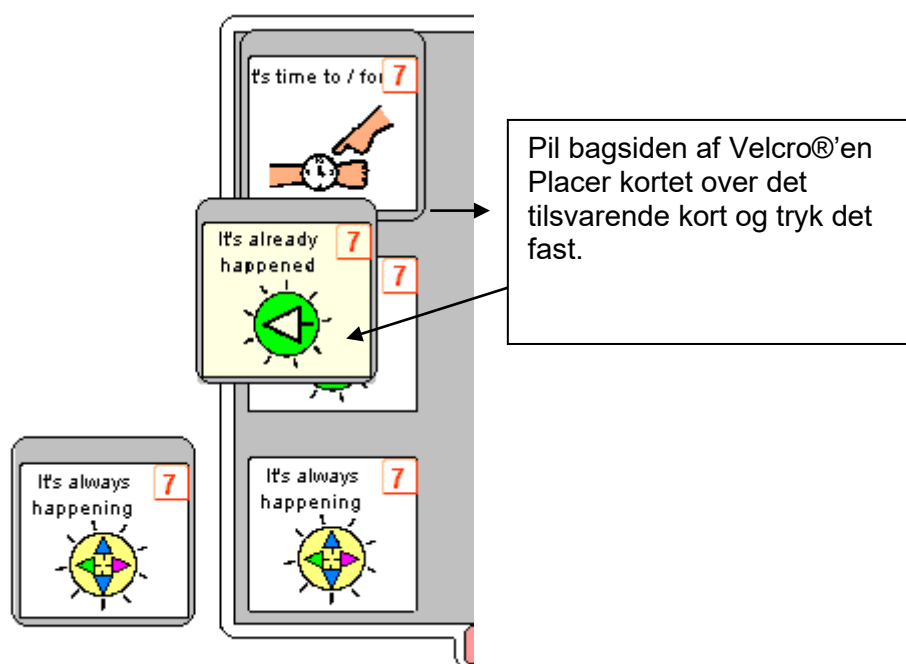 t's time to / for 7
It's already 7
happened
7
It's always 7
happening
It's always 7
happening
Pil bagsiden af Velcro®'en
Placer kortet over det
tilsvarende kort og tryk det
fast.